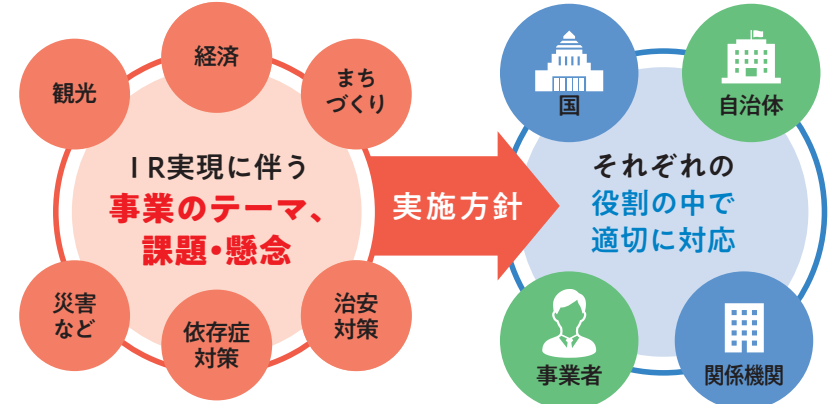 経済
観光
まち
づくり
IR実現に伴う
事業のテーマ、
課題・懸念
災害
など
依存症
対策
治安
対策
実施方針
国
自治体
それぞれの
役割の中で
適切に対応
事業者
関係機関